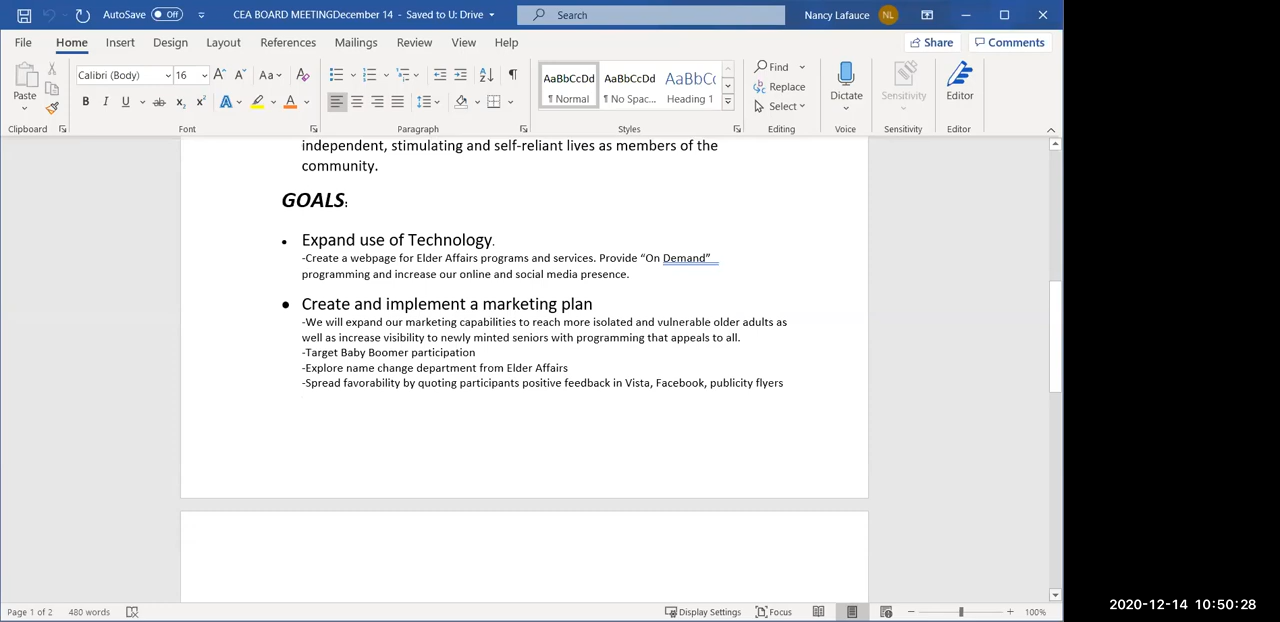 AutoSave Off CEA BOARD MEETINGDecember 14 - Saved to U: Drive Search Nancy Lafauce NL
File Home Insert Design Layout References Mailings Review View Help Share Comments
Paste Calibri (Body) 16 A A Aa A Find Dictate Sensitivity Editor
AaBbCcDd AaBbCcDd AaBbCc Replace
B I U ab x₂ x² A A ¶ Normal ¶ No Spac... Heading 1 Select
Clipboard Font Paragraph Styles Editing Voice Sensitivity Editor
independent, stimulating and self-reliant lives as members of the
community.
GOALS:
• Expand use of Technology.
-Create a webpage for Elder Affairs programs and services. Provide “On Demand”
programming and increase our online and social media presence.
● Create and implement a marketing plan
-We will expand our marketing capabilities to reach more isolated and vulnerable older adults as
well as increase visibility to newly minted seniors with programming that appeals to all.
-Target Baby Boomer participation
-Explore name change department from Elder Affairs
-Spread favorability by quoting participants positive feedback in Vista, Facebook, publicity flyers
Page 1 of 2 480 words Display Settings Focus 100%
2020-12-14 10:50:28